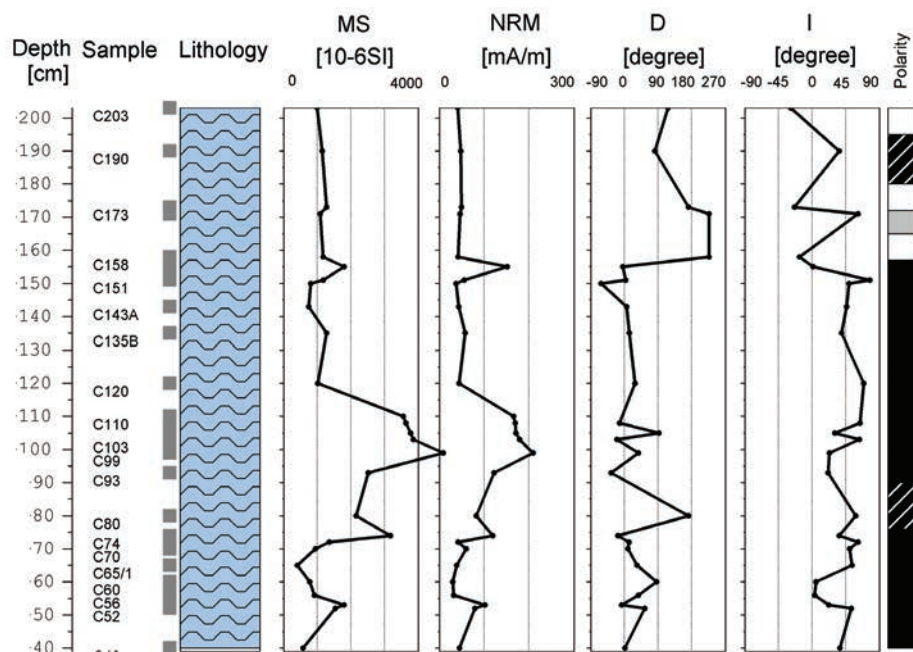 MS NRM D I
Depth Sample Lithology
[cm] [10-6SI] [mA/m] [degree] [degree] Polarity
0 4000 0 300 -90 0 90 180 270 -90 -45 0 45 90
·200 C203
·190 C190
·180
·170 C173
·160
C158
·150 C151
·140 C143A
·130 C135B
·120 C120
·110 C110
·100 C103
C99
·90 C93
·80 C80
C74
·70 C70
C65/1
·60 C60
C56
·50 C52
·40